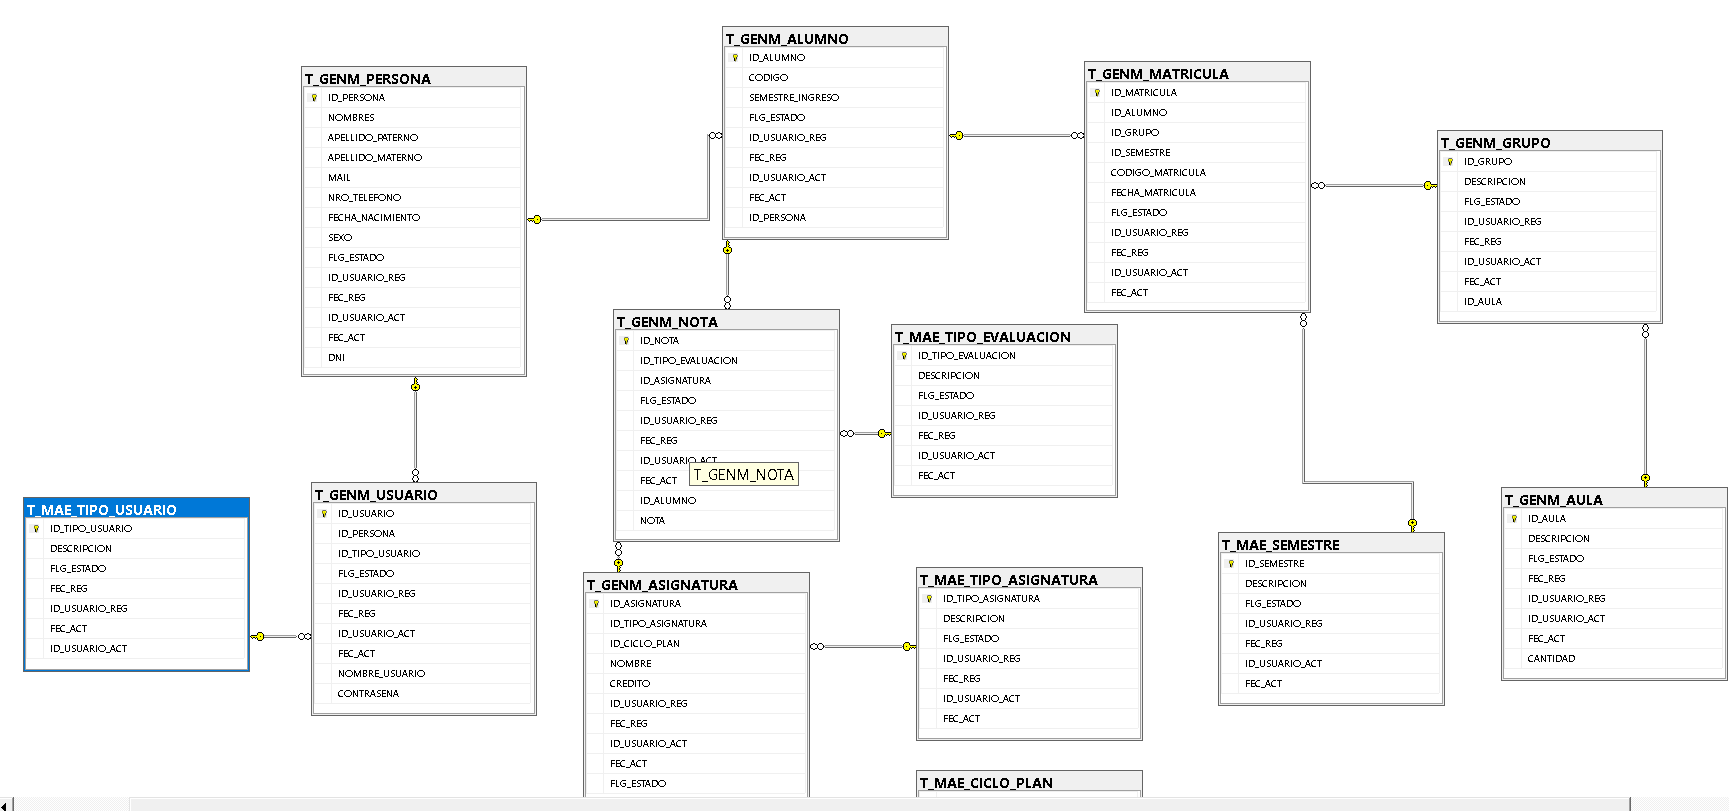 T_GENM_PERSONA
ID_PERSONA
NOMBRES
APELLIDO_PATERNO
APELLIDO_MATERNO
MAIL
NRO_TELEFONO
FECHA_NACIMIENTO
SEXO
FLG_ESTADO
ID_USUARIO_REG
FEC_REG
ID_USUARIO_ACT
FEC_ACT
DNI
T_GENM_ALUMNO
ID_ALUMNO
CODIGO
SEMESTRE_INGRESO
FLG_ESTADO
ID_USUARIO_REG
FEC_REG
ID_USUARIO_ACT
FEC_ACT
ID_PERSONA
T_GENM_MATRICULA
ID_MATRICULA
ID_ALUMNO
ID_GRUPO
ID_SEMESTRE
CODIGO_MATRICULA
FECHA_MATRICULA
FLG_ESTADO
ID_USUARIO_REG
FEC_REG
ID_USUARIO_ACT
FEC_ACT
T_GENM_GRUPO
ID_GRUPO
DESCRIPCION
FLG_ESTADO
ID_USUARIO_REG
FEC_REG
ID_USUARIO_ACT
FEC_ACT
ID_AULA
T_GENM_NOTA
ID_NOTA
ID_TIPO_EVALUACION
ID_ASIGNATURA
FLG_ESTADO
ID_USUARIO_REG
FEC_REG
ID_USUARIO_ACT
FEC_ACT
T_GENM_NOTA
ID_ALUMNO
NOTA
T_MAE_TIPO_EVALUACION
ID_TIPO_EVALUACION
DESCRIPCION
FLG_ESTADO
ID_USUARIO_REG
FEC_REG
ID_USUARIO_ACT
FEC_ACT
T_MAE_TIPO_USUARIO
ID_TIPO_USUARIO
DESCRIPCION
FLG_ESTADO
FEC_REG
ID_USUARIO_REG
FEC_ACT
ID_USUARIO_ACT
T_GENM_USUARIO
ID_USUARIO
ID_PERSONA
ID_TIPO_USUARIO
FLG_ESTADO
ID_USUARIO_REG
FEC_REG
ID_USUARIO_ACT
FEC_ACT
NOMBRE_USUARIO
CONTRASENA
T_GENM_ASIGNATURA
ID_ASIGNATURA
ID_TIPO_ASIGNATURA
ID_CICLO_PLAN
NOMBRE
CREDITO
ID_USUARIO_REG
FEC_REG
ID_USUARIO_ACT
FEC_ACT
FLG_ESTADO
T_MAE_TIPO_ASIGNATURA
ID_TIPO_ASIGNATURA
DESCRIPCION
FLG_ESTADO
ID_USUARIO_REG
FEC_REG
ID_USUARIO_ACT
FEC_ACT
T_MAE_SEMESTRE
ID_SEMESTRE
DESCRIPCION
FLG_ESTADO
ID_USUARIO_REG
FEC_REG
ID_USUARIO_ACT
FEC_ACT
T_GENM_AULA
ID_AULA
DESCRIPCION
FLG_ESTADO
FEC_REG
ID_USUARIO_REG
ID_USUARIO_ACT
FEC_ACT
CANTIDAD
T_MAE_CICLO_PLAN